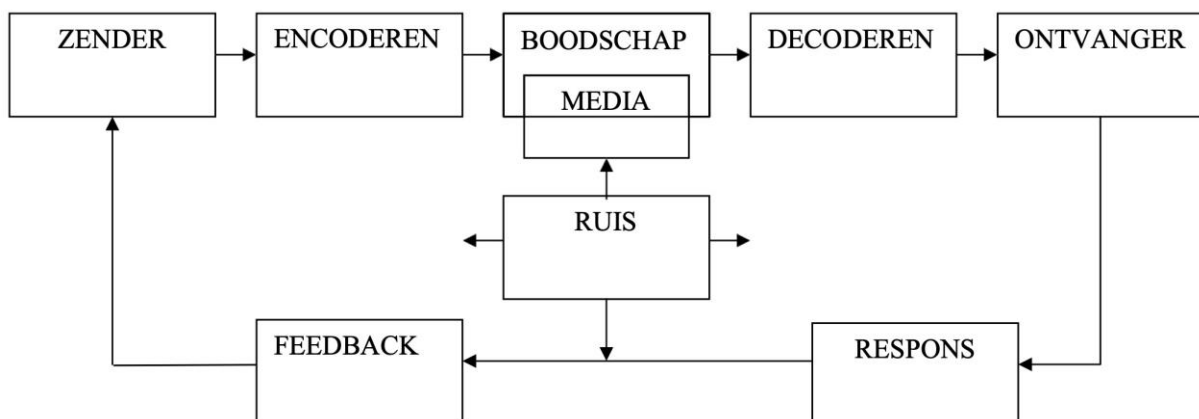 ZENDER
ENCODEREN
BOODSCHAP
MEDIA
DECODEREN
ONTVANGER
RUIS
FEEDBACK
RESPONS